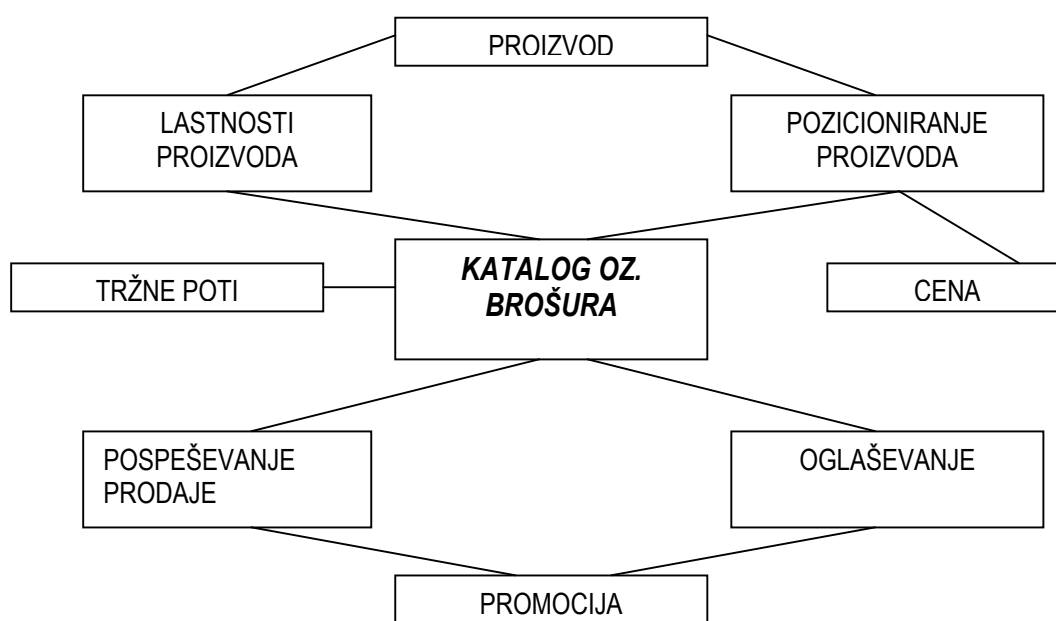 PROIZVOD
LASTNOSTI
PROIZVODA
POZICIONIRANJE
PROIZVODA
KATALOG OZ.
BROŠURA
TRŽNE POTI
CENA
POSPEŠEVANJE
PRODAJE
OGLAŠEVANJE
PROMOCIJA